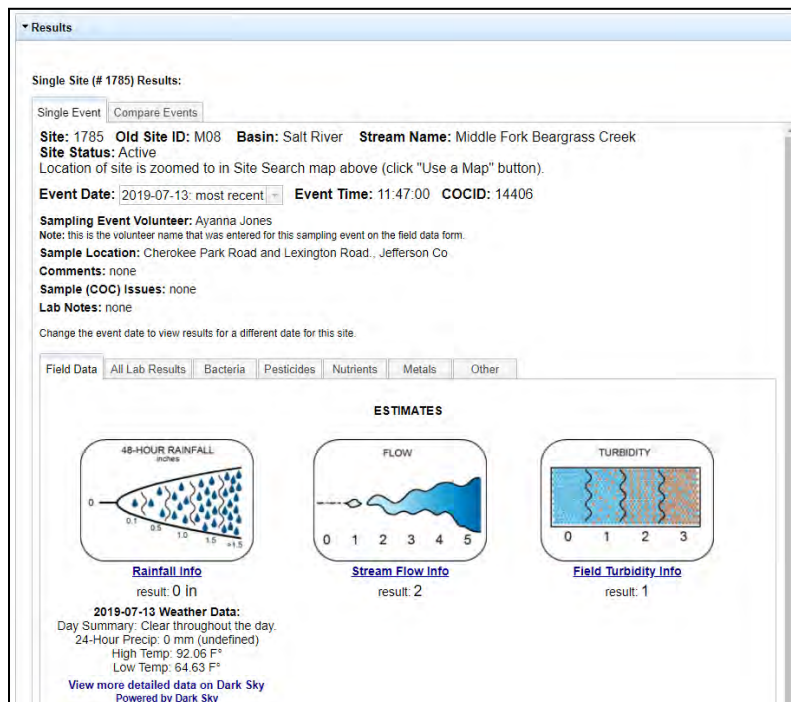 Results
Single Site (# 1785) Results:
Single Event Compare Events
Site: 1785 Old Site ID: M08 Basin: Salt River Stream Name: Middle Fork Beargrass Creek
Site Status: Active
Location of site is zoomed to in Site Search map above (click "Use a Map" button).
Event Date: 2019-07-13: most recent Event Time: 11:47:00 COCID: 14406
Sampling Event Volunteer: Ayanna Jones
Note: this is the volunteer name that was entered for this sampling event on the field data form.
Sample Location: Cherokee Park Road and Lexington Road., Jefferson Co
Comments: none
Sample (COC) Issues: none
Lab Notes: none
Change the event date to view results for a different date for this site.
Field Data All Lab Results Bacteria Pesticides Nutrients Metals Other
ESTIMATES
48-HOUR RAINFALL
inches
0
0.1 0.5 1.0 1.5 >1.5
FLOW
0 1 2 3 4 5
TURBIDITY
0 1 2 3
Rainfall Info Stream Flow Info Field Turbidity Info
result: 0 in result: 2 result: 1
2019-07-13 Weather Data:
Day Summary: Clear throughout the day.
24-Hour Precip: 0 mm (undefined)
High Temp: 92.06 F°
Low Temp: 64.63 F°
View more detailed data on Dark Sky
Powered by Dark Sky